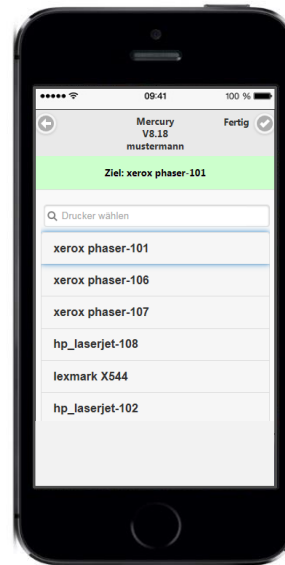 09:41
100 %
Mercury
Fertig
V8.18
mustermann
Ziel: xerox phaser-101
Drucker wählen
xerox phaser-101
xerox phaser-106
xerox phaser-107
hp_laserjet-108
lexmark X544
hp_laserjet-102